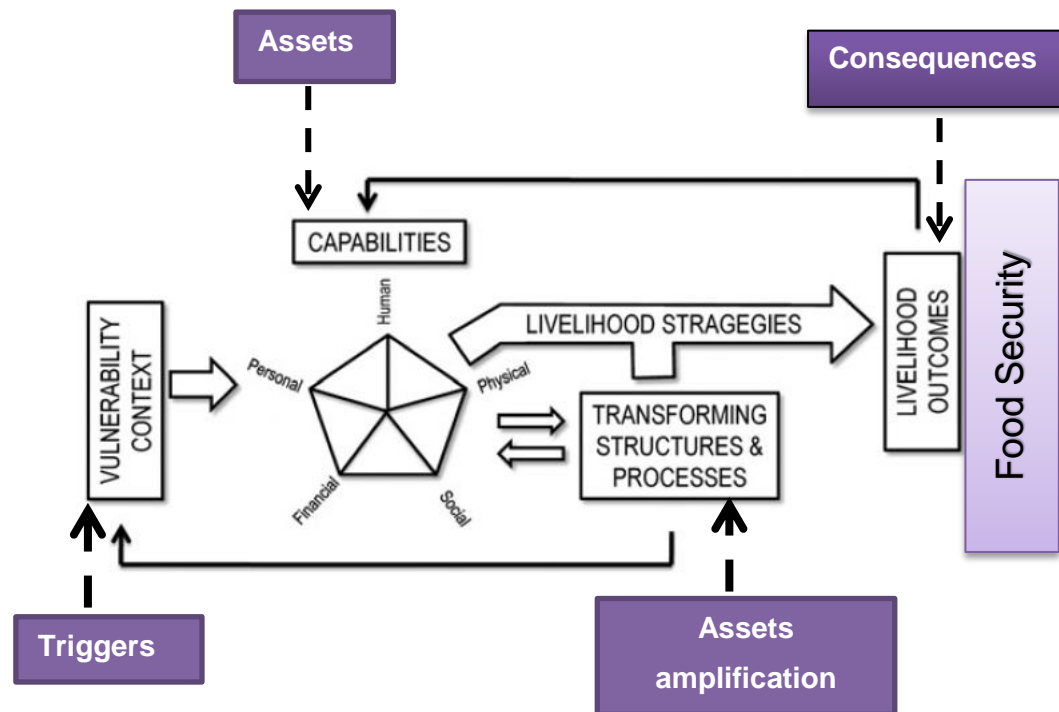 Assets
Consequences
CAPABILITIES
Human
Personal
Physical
Financial
Social
VULNERABILITY
CONTEXT
LIVELIHOOD STRAGEGIES
TRANSFORMING
STRUCTURES &
PROCESSES
LIVELIHOOD
OUTCOMES
Food Security
Triggers
Assets
amplification